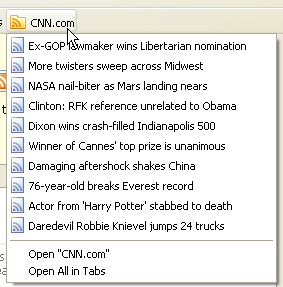 CNN.com
Ex-GOP lawmaker wins Libertarian nomination
More twisters sweep across Midwest
NASA nail-biter as Mars landing nears
Clinton: RFK reference unrelated to Obama
Dixon wins crash-filled Indianapolis 500
Winner of Cannes' top prize is unanimous
Damaging aftershock shakes China
76-year-old breaks Everest record
Actor from 'Harry Potter' stabbed to death
Daredevil Robbie Knievel jumps 24 trucks
Open "CNN.com"
Open All in Tabs